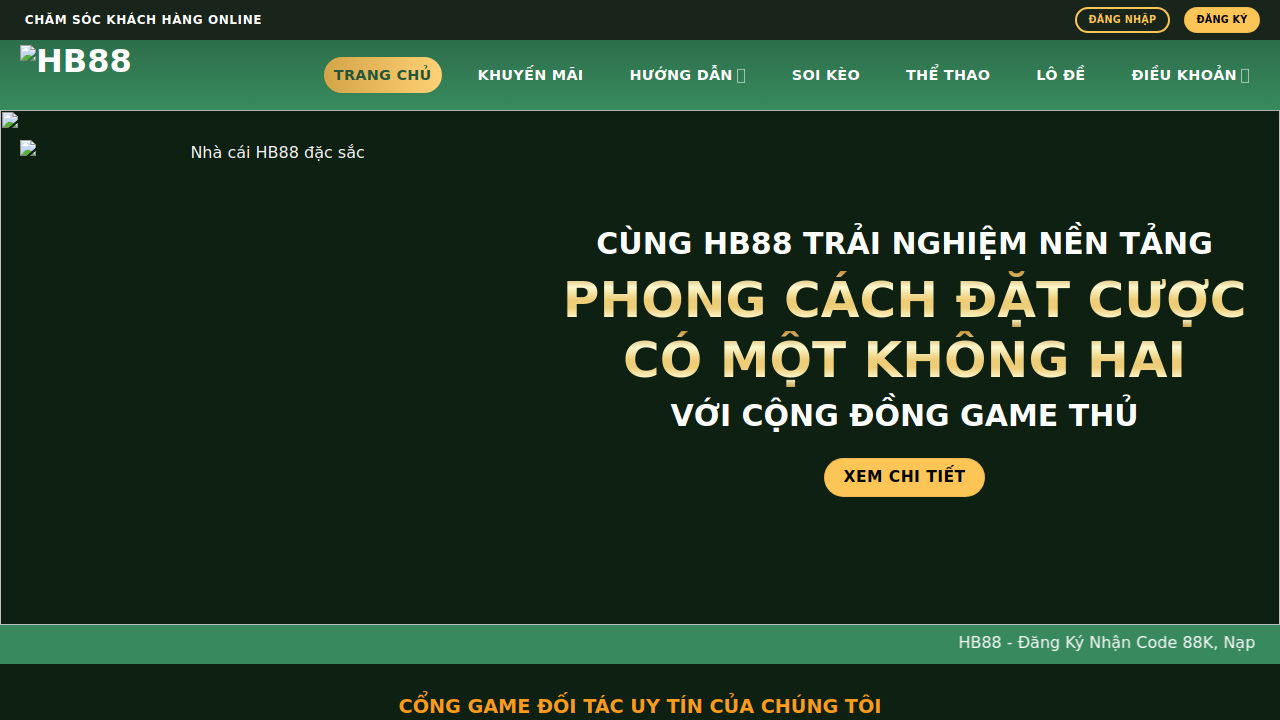 CHĂM SÓC KHÁCH HÀNG ONLINE
ĐĂNG NHẬP
ĐĂNG KÝ
HB88
TRANG CHỦ
KHUYẾN MÃI
HƯỚNG DẪN
SOI KÈO
THỂ THAO
LÔ ĐỀ
ĐIỀU KHOẢN
Nhà cái HB88 đặc sắc
CÙNG HB88 TRẢI NGHIỆM NỀN TẢNG
PHONG CÁCH ĐẶT CƯỢC
CÓ MỘT KHÔNG HAI
VỚI CỘNG ĐỒNG GAME THỦ
XEM CHI TIẾT
HB88 - Đăng Ký Nhận Code 88K, Nạp
CỔNG GAME ĐỐI TÁC UY TÍN CỦA CHÚNG TÔI